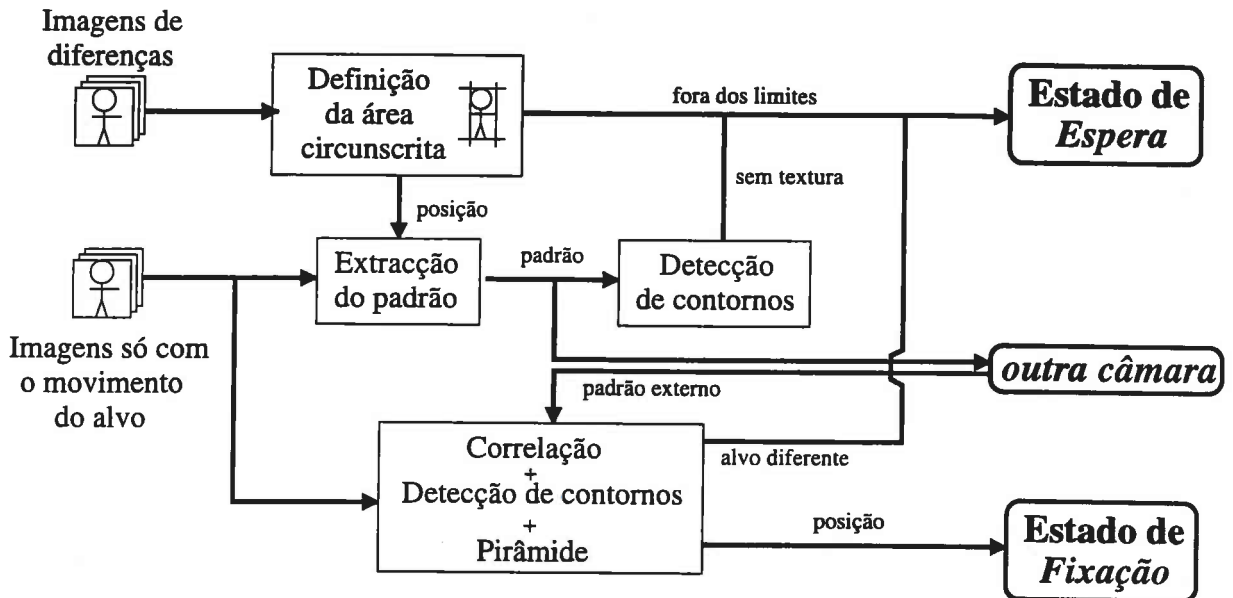 Imagens de
diferenças
Definição
da área
circunscrita
fora dos limites
Estado de
Espera
sem textura
posição
Extracção
do padrão
padrão
Detecção
de contornos
Imagens só com
o movimento
do alvo
outra câmara
padrão externo
Correlação
+
Detecção de contornos
+
Pirâmide
alvo diferente
posição
Estado de
Fixação